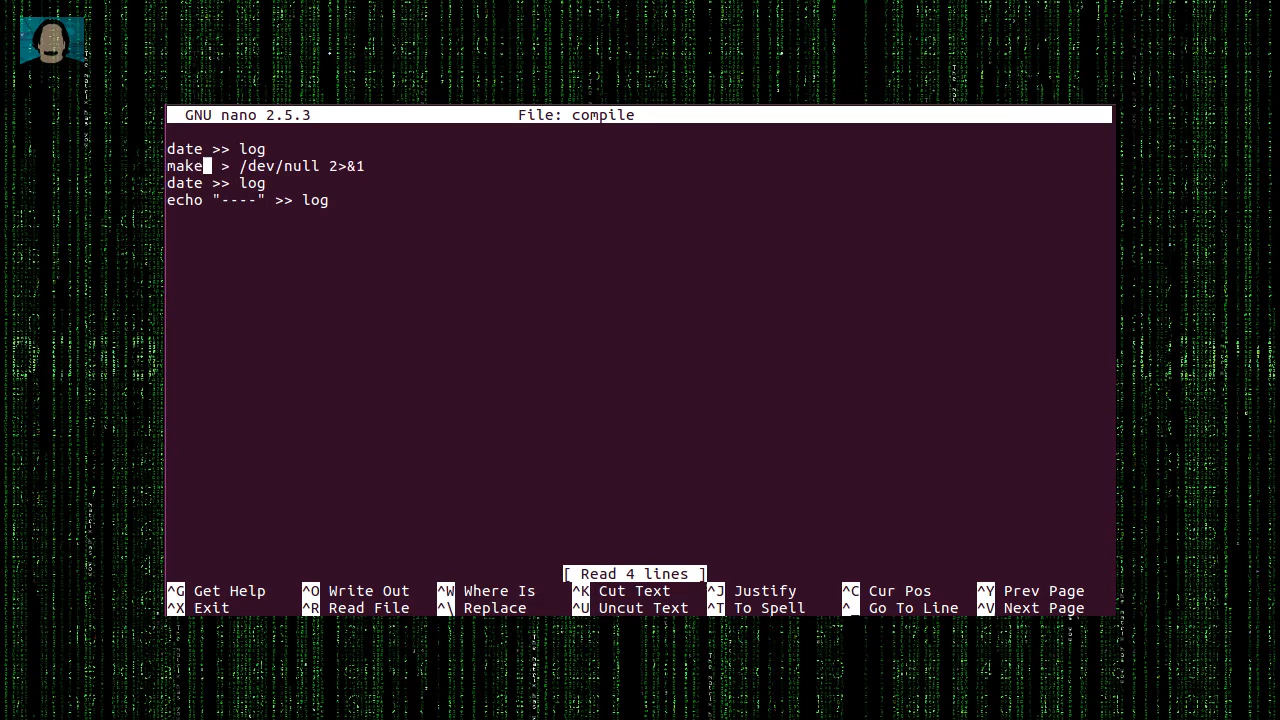 GNU nano 2.5.3 File: compile
date >> log
make > /dev/null 2>&1
date >> log
echo "----" >> log
[ Read 4 lines ]
^G Get Help ^O Write Out ^W Where Is ^K Cut Text ^J Justify ^C Cur Pos ^Y Prev Page
^X Exit ^R Read File ^\ Replace ^U Uncut Text ^T To Spell ^_ Go To Line ^V Next Page